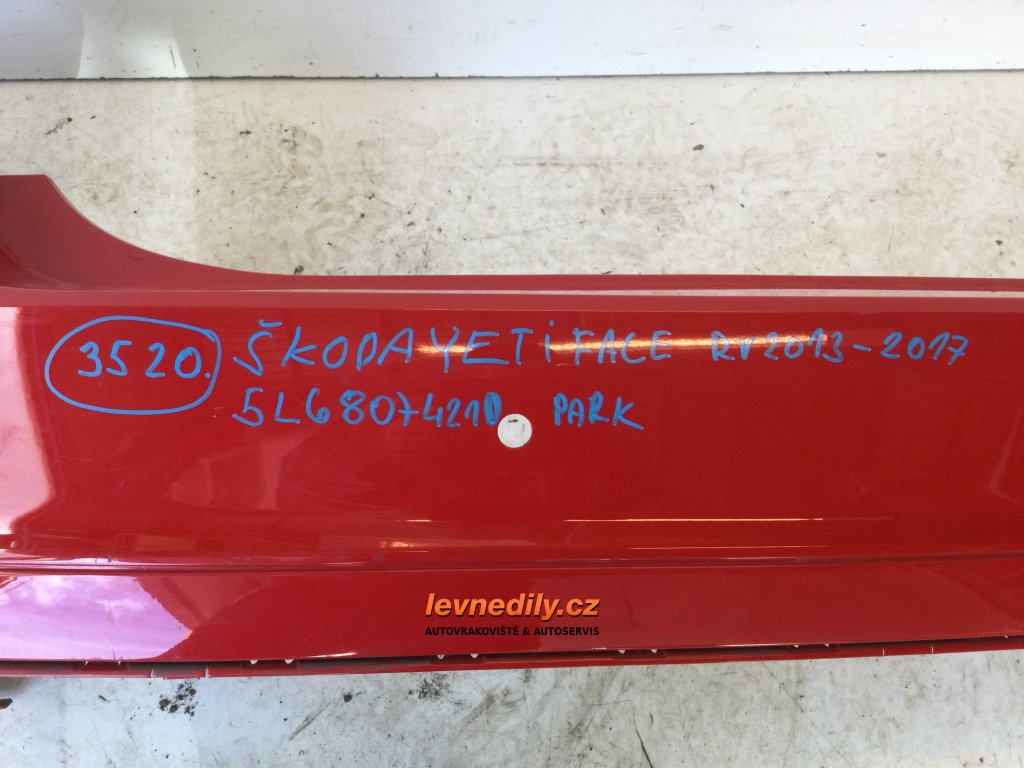 3520. ŠKODA YETi FACE RV2013-2017
5L6807421D PARK
levnedily.cz
AUTOVRAKOVIŠTĚ & AUTOSERVIS